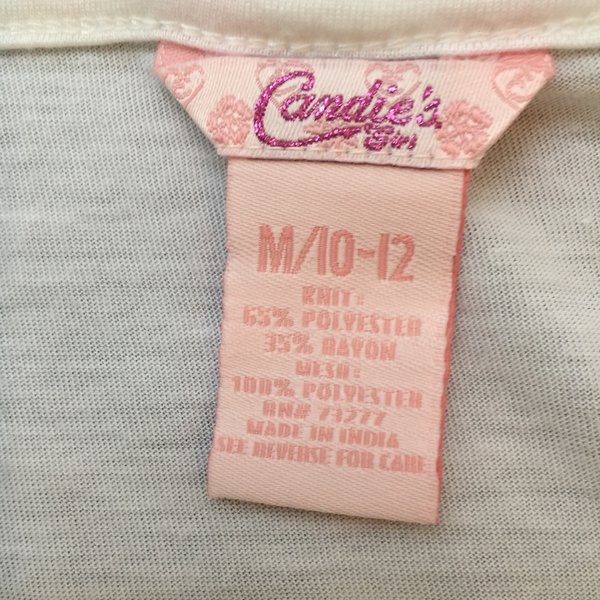 Candie's
Girl
M/10-12
KNIT:
65% POLYESTER
35% RAYON
MESH:
100% POLYESTER
RN# 73277
MADE IN INDIA
SEE REVERSE FOR CARE